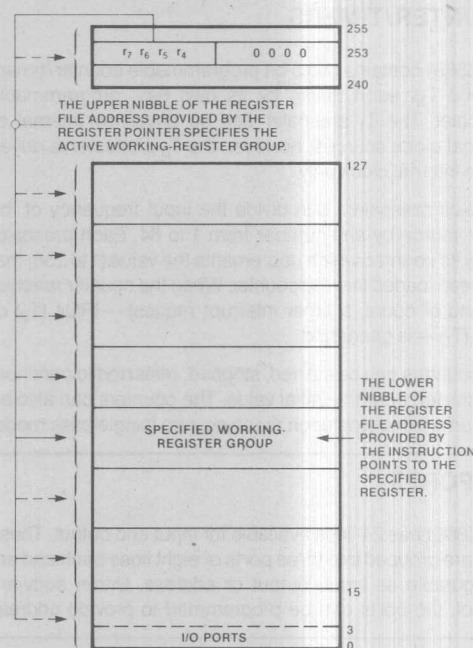 255
r₇ r₆ r₅ r₄ 0 0 0 0 253
240
THE UPPER NIBBLE OF THE REGISTER
FILE ADDRESS PROVIDED BY THE
REGISTER POINTER SPECIFIES THE
ACTIVE WORKING-REGISTER GROUP.
127
SPECIFIED WORKING-
REGISTER GROUP
THE LOWER
NIBBLE OF
THE REGISTER
FILE ADDRESS
PROVIDED BY
THE INSTRUCTION
POINTS TO THE
SPECIFIED
REGISTER.
15
3
I/O PORTS
0